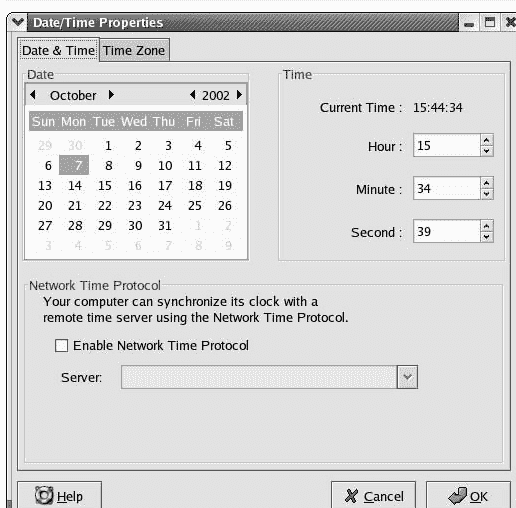 Date/Time Properties
Date & Time Time Zone
Date
October 2002
Sun Mon Tue Wed Thu Fri Sat
29 30 1 2 3 4 5
6 7 8 9 10 11 12
13 14 15 16 17 18 19
20 21 22 23 24 25 26
27 28 29 30 31 1 2
3 4 5 6 7 8 9
Time
Current Time : 15:44:34
Hour : 15
Minute : 34
Second : 39
Network Time Protocol
Your computer can synchronize its clock with a
remote time server using the Network Time Protocol.
Enable Network Time Protocol
Server:
Help Cancel OK